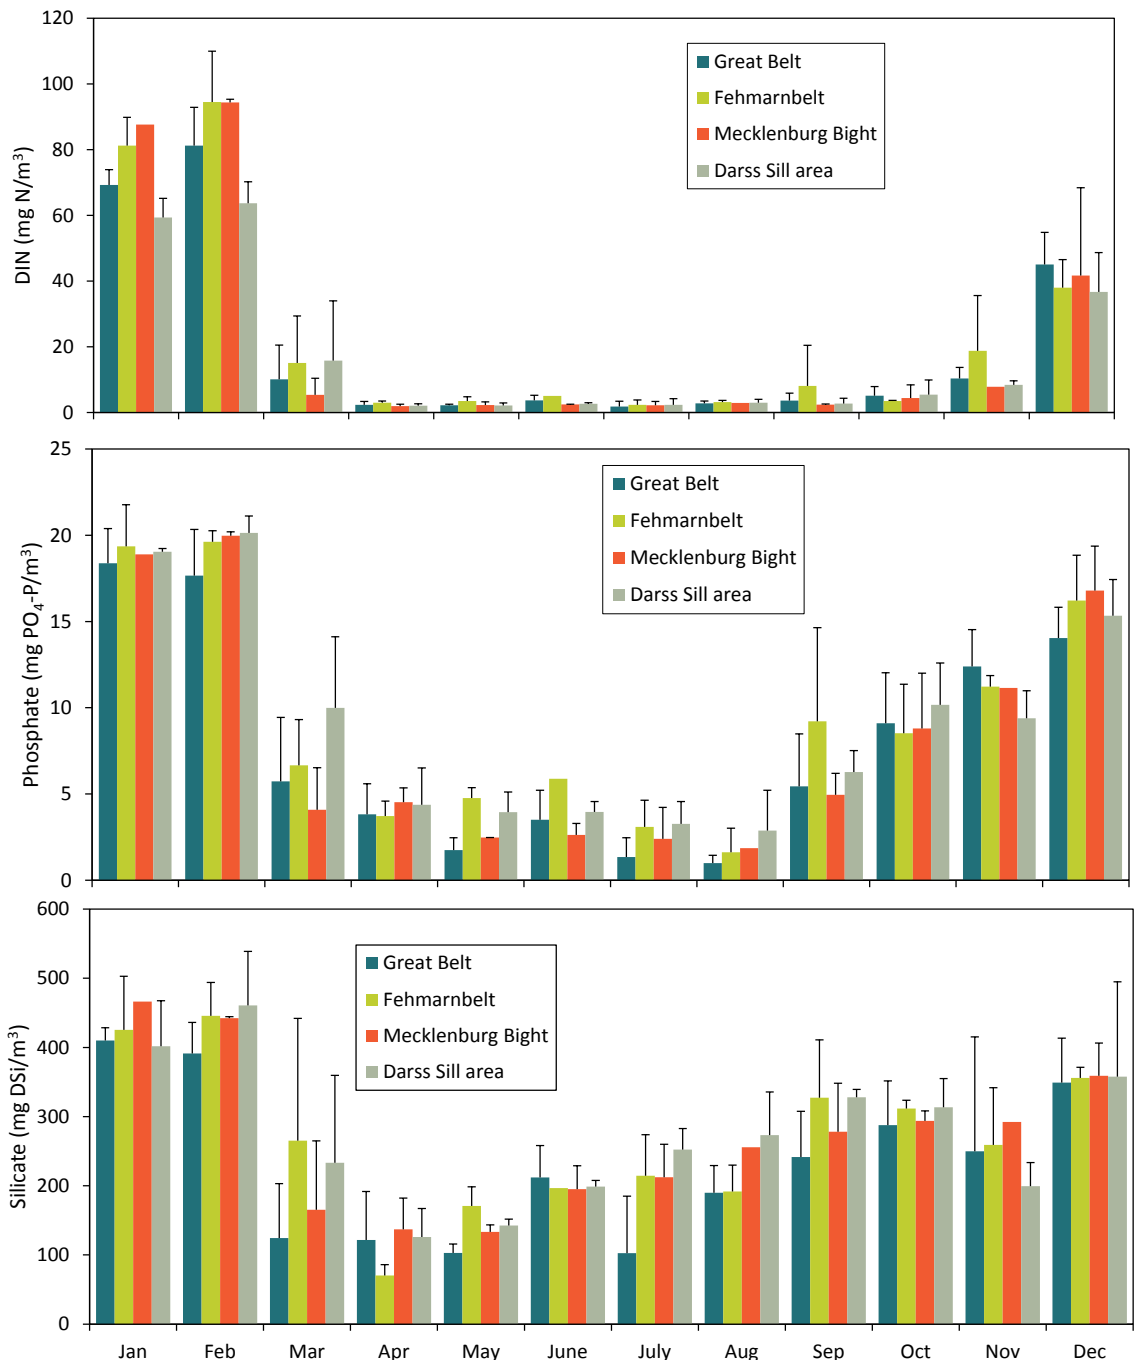 120
100
80
60
40
20
0
DIN (mg N/m³)
Great Belt
Fehmarnbelt
Mecklenburg Bight
Darss Sill area
25
20
15
10
5
0
Phosphate (mg PO₄-P/m³)
Great Belt
Fehmarnbelt
Mecklenburg Bight
Darss Sill area
600
500
400
300
200
100
0
Silicate (mg DSi/m³)
Great Belt
Fehmarnbelt
Mecklenburg Bight
Darss Sill area
Jan Feb Mar Apr May June July Aug Sep Oct Nov Dec